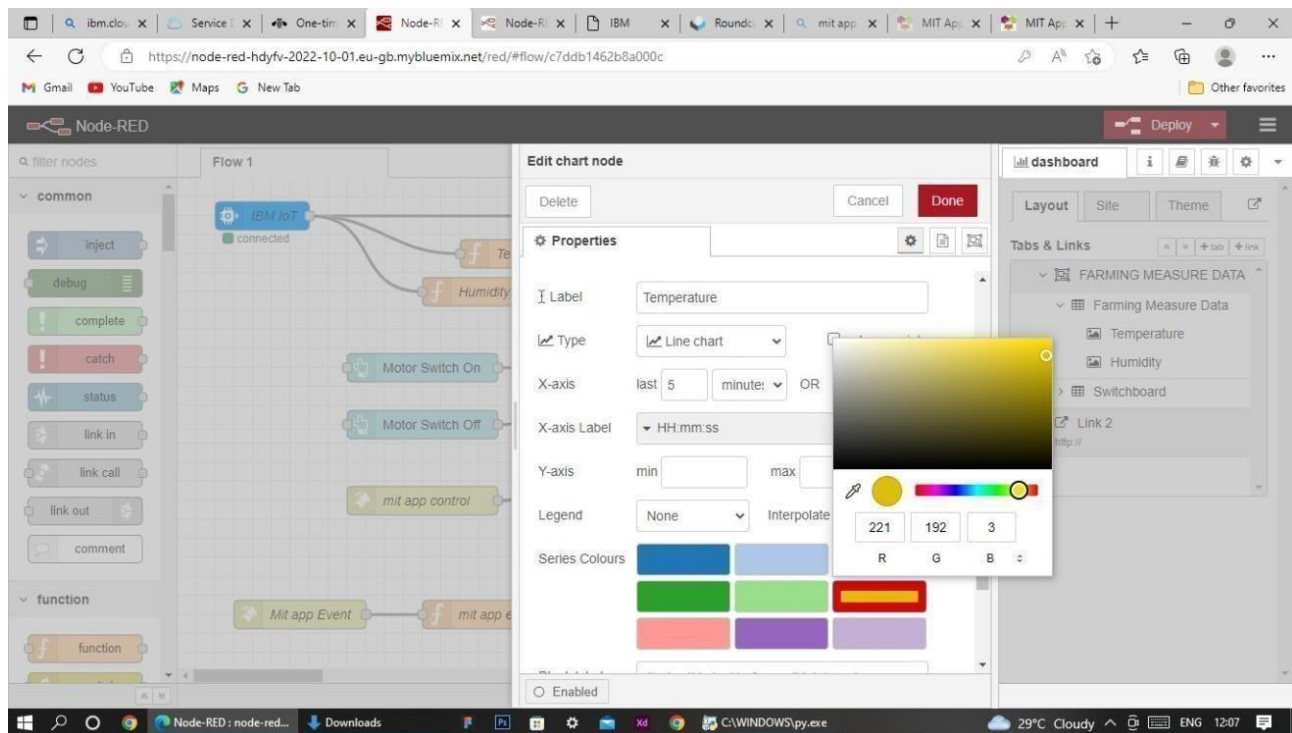 ibm.clou Service One-tim Node-R Node-RE IBM Roundc mit app MIT App MIT App
https://node-red-hdyfv-2022-10-01.eu-gb.mybluemix.net/red/#flow/c7ddb1462b8a000c
Gmail YouTube Maps New Tab Other favorites
Node-RED Deploy
filter nodes Flow 1 Edit chart node dashboard
common
Delete Cancel Done
Layout Site Theme
IBM IoT
connected
Properties
Tabs & Links + tab + link
inject
Te
FARMING MEASURE DATA
debug
Humidity
Label Temperature
Farming Measure Data
complete
Temperature
Type Line chart
catch
Motor Switch On
Humidity
X-axis last 5 minutes OR
status
Switchboard
link in
Motor Switch Off
X-axis Label HH:mm:ss
Link 2
http://
link call
Y-axis min max
mit app control
link out
Legend None Interpolate
221 192 3
comment
Series Colours
R G B
function
Mit app Event mit app e
function
Enabled
Node-RED : node-red... Downloads Ps Xd C:\WINDOWS\py.exe 29°C Cloudy ENG 12:07